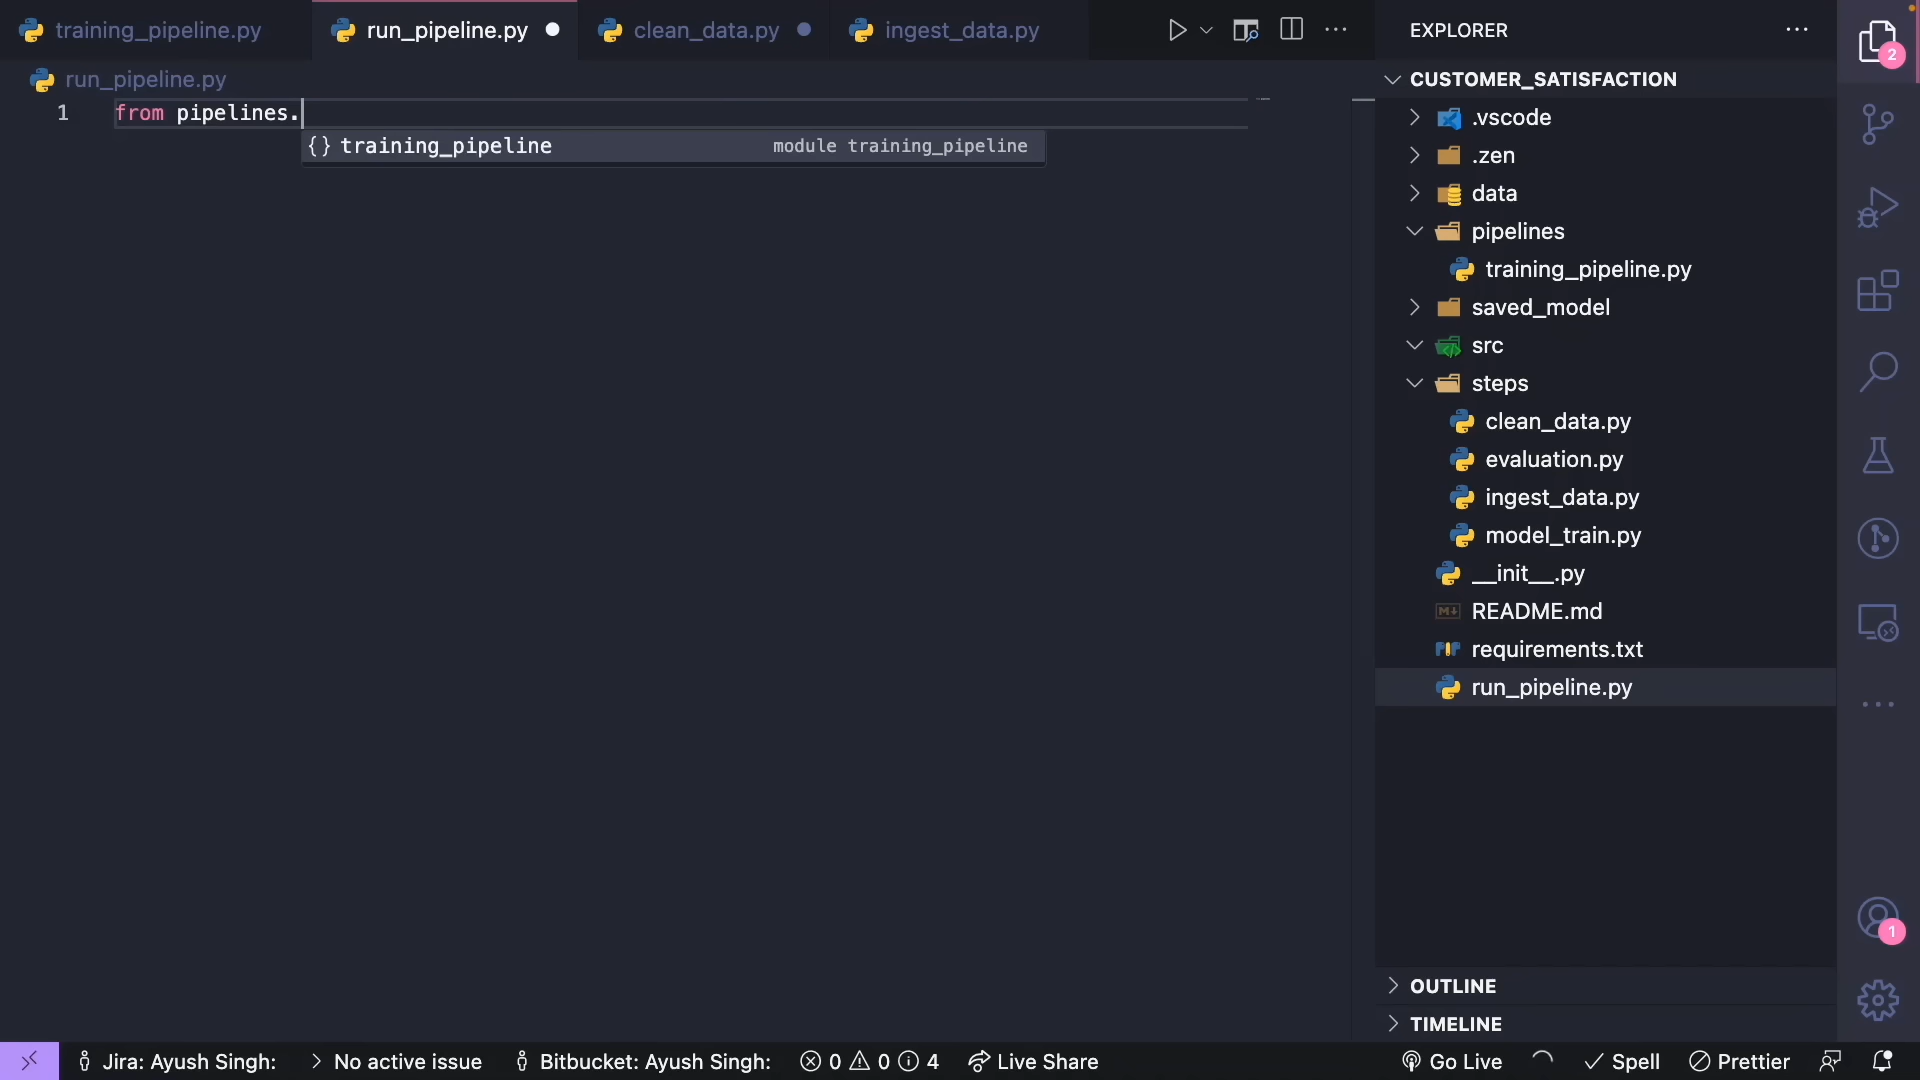 training_pipeline.py
run_pipeline.py
clean_data.py
ingest_data.py
run_pipeline.py
1 from pipelines.
{} training_pipeline module training_pipeline
EXPLORER
CUSTOMER_SATISFACTION
.vscode
.zen
data
pipelines
training_pipeline.py
saved_model
src
steps
clean_data.py
evaluation.py
ingest_data.py
model_train.py
__init__.py
README.md
requirements.txt
run_pipeline.py
OUTLINE
TIMELINE
2
1
Jira: Ayush Singh: > No active issue Bitbucket: Ayush Singh: 0 0 4 Live Share Go Live Spell Prettier